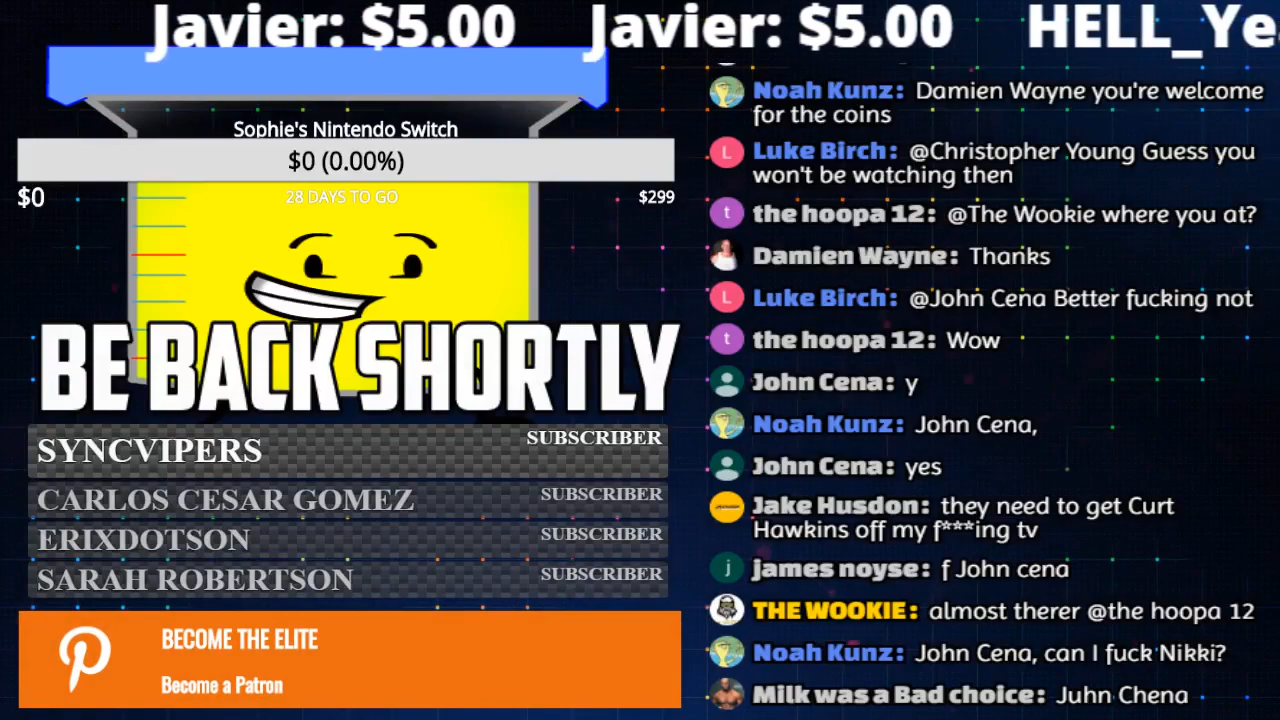 Javier: $5.00 Javier: $5.00 HELL_Ye
Sophie's Nintendo Switch
$0 (0.00%)
$0 28 DAYS TO GO $299
BE BACK SHORTLY
SYNCVIPERS SUBSCRIBER
CARLOS CESAR GOMEZ SUBSCRIBER
ERIXDOTSON SUBSCRIBER
SARAH ROBERTSON SUBSCRIBER
BECOME THE ELITE
Become a Patron
Noah Kunz: Damien Wayne you're welcome
for the coins
L Luke Birch: @Christopher Young Guess you
won't be watching then
t the hoopa 12: @The Wookie where you at?
Damien Wayne: Thanks
L Luke Birch: @John Cena Better fucking not
t the hoopa 12: Wow
John Cena: y
Noah Kunz: John Cena,
John Cena: yes
Jake Husdon: they need to get Curt
Hawkins off my f***ing tv
j james noyse: f John cena
THE WOOKIE: almost therer @the hoopa 12
Noah Kunz: John Cena, can I fuck Nikki?
Milk was a Bad choice: Juhn Chena